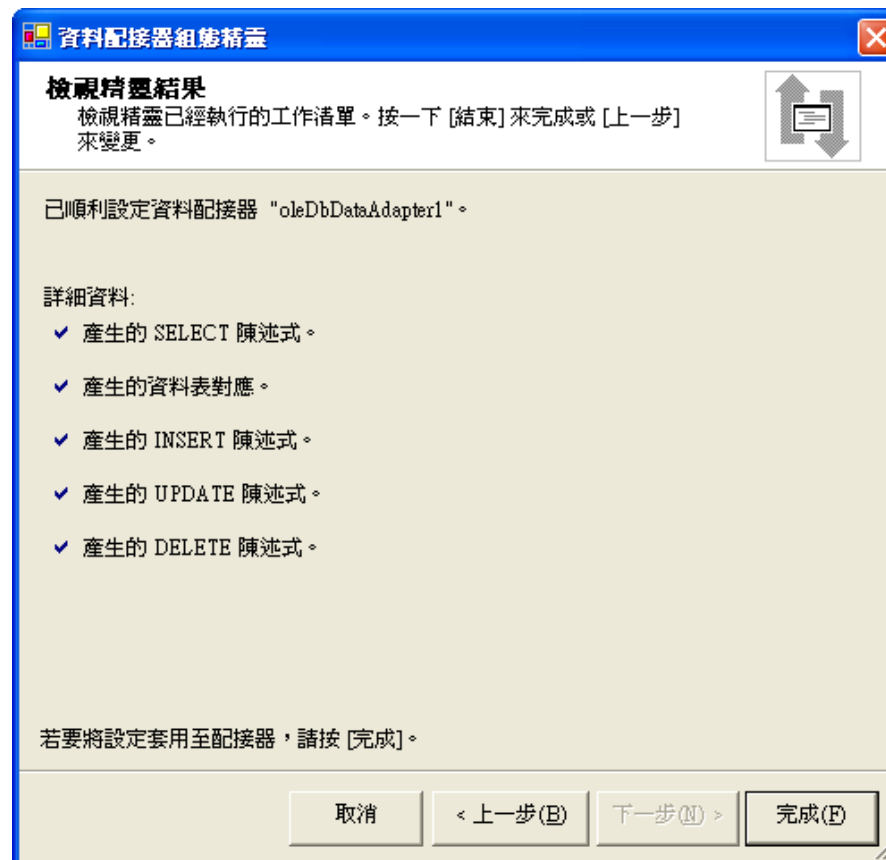 資料配接器組態精靈
檢視精靈結果
檢視精靈已經執行的工作清單。按一下 [結束] 來完成或 [上一步]
來變更。
已順利設定資料配接器 "oleDbDataAdapter1"。
詳細資料:
產生的 SELECT 陳述式。
產生的資料表對應。
產生的 INSERT 陳述式。
產生的 UPDATE 陳述式。
產生的 DELETE 陳述式。
若要將設定套用至配接器,請按 [完成]。
取消
< 上一步(B)
下一步(N) >
完成(F)